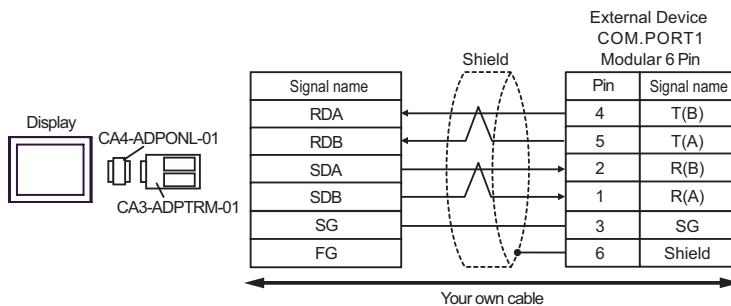 External Device
COM.PORT1
Modular 6 Pin
Shield
Display
CA4-ADPONL-01
CA3-ADPTRM-01
Signal name Pin Signal name
RDA 4 T(B)
RDB 5 T(A)
SDA 2 R(B)
SDB 1 R(A)
SG 3 SG
FG 6 Shield
Your own cable